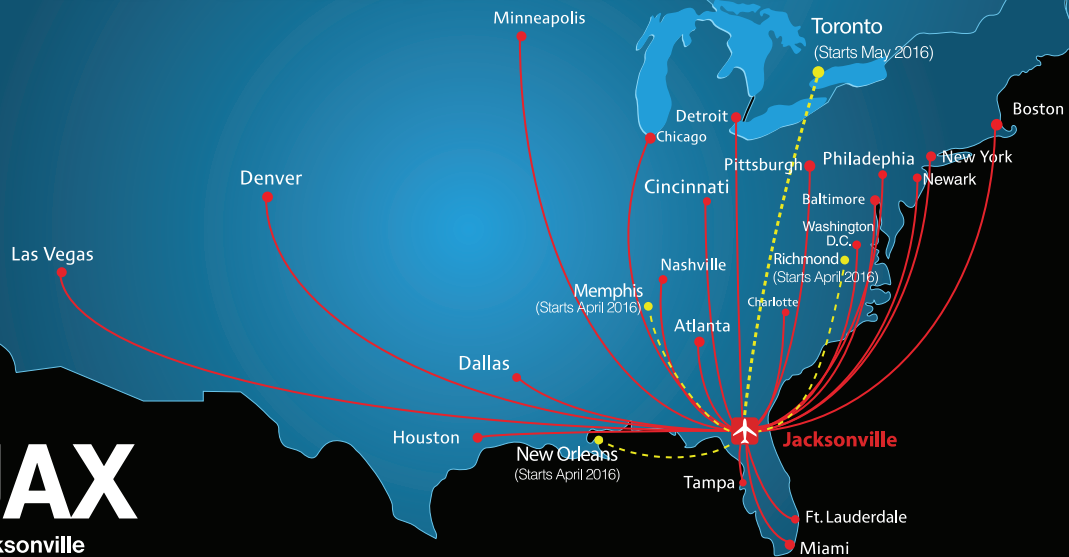 Minneapolis
Toronto
(Starts May 2016)
Boston
Detroit
Chicago
Pittsburgh
Philadephia
New York
Newark
Denver
Cincinnati
Baltimore
Washington
D.C.
Las Vegas
Nashville
Richmond
(Starts April 2016)
Memphis
(Starts April 2016)
Charlotte
Atlanta
Dallas
Houston
Jacksonville
New Orleans
(Starts April 2016)
Tampa
AX
ksonville
Ft. Lauderdale
Miami